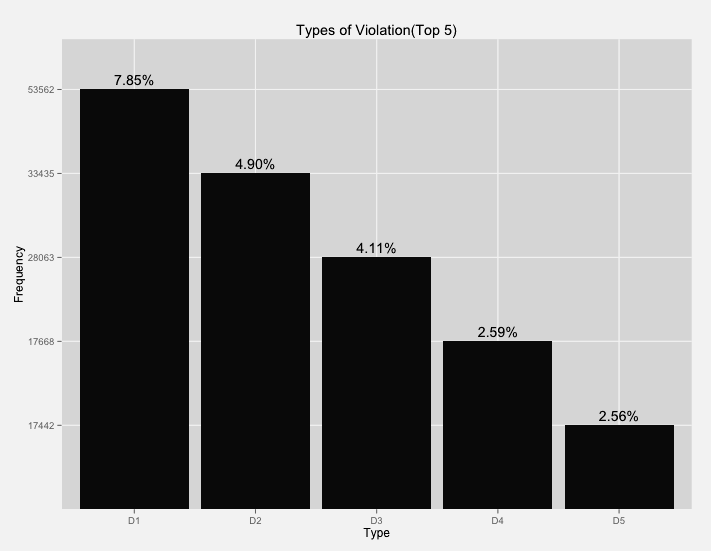 Types of Violation(Top 5)
7.85%
53562
4.90%
33435
4.11%
28063
2.59%
17668
2.56%
17442
Frequency
D1
D2
D3
D4
D5
Type